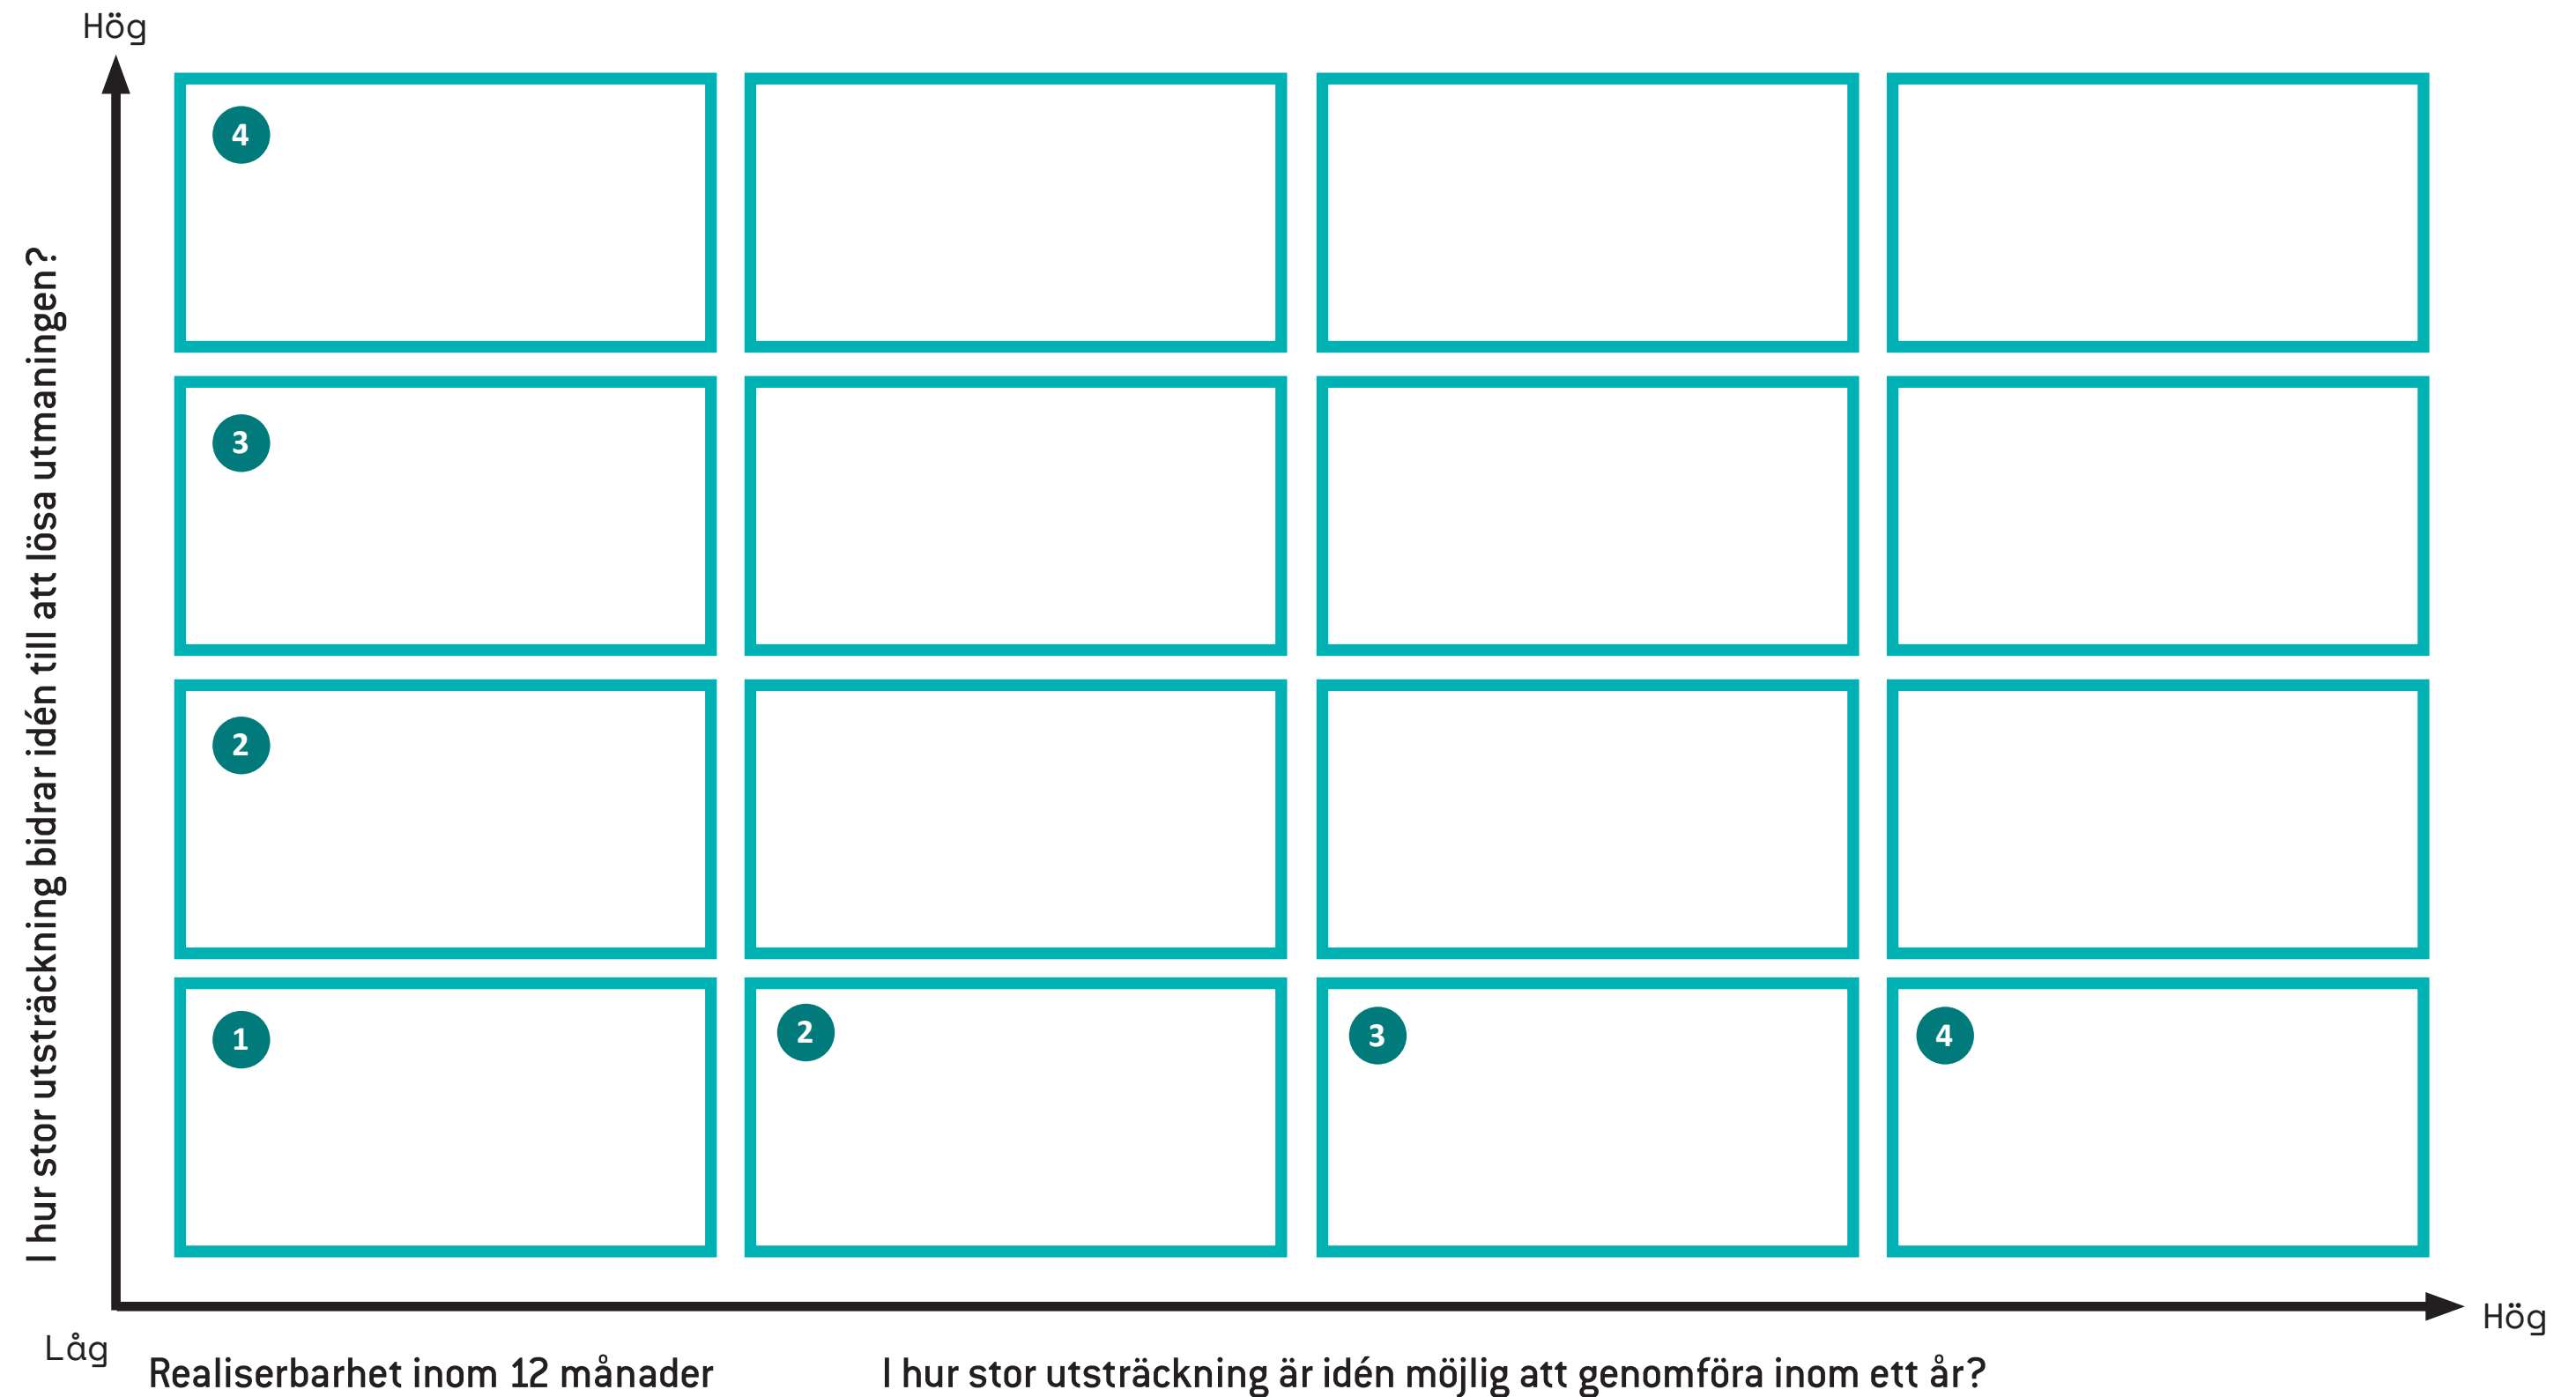 Hög
I hur stor utsträckning bidrar idén till att lösa utmaningen?
4
3
2
1
2
3
4
Låg
Hög
Realiserbarhet inom 12 månader
I hur stor utsträckning är idén möjlig att genomföra inom ett år?